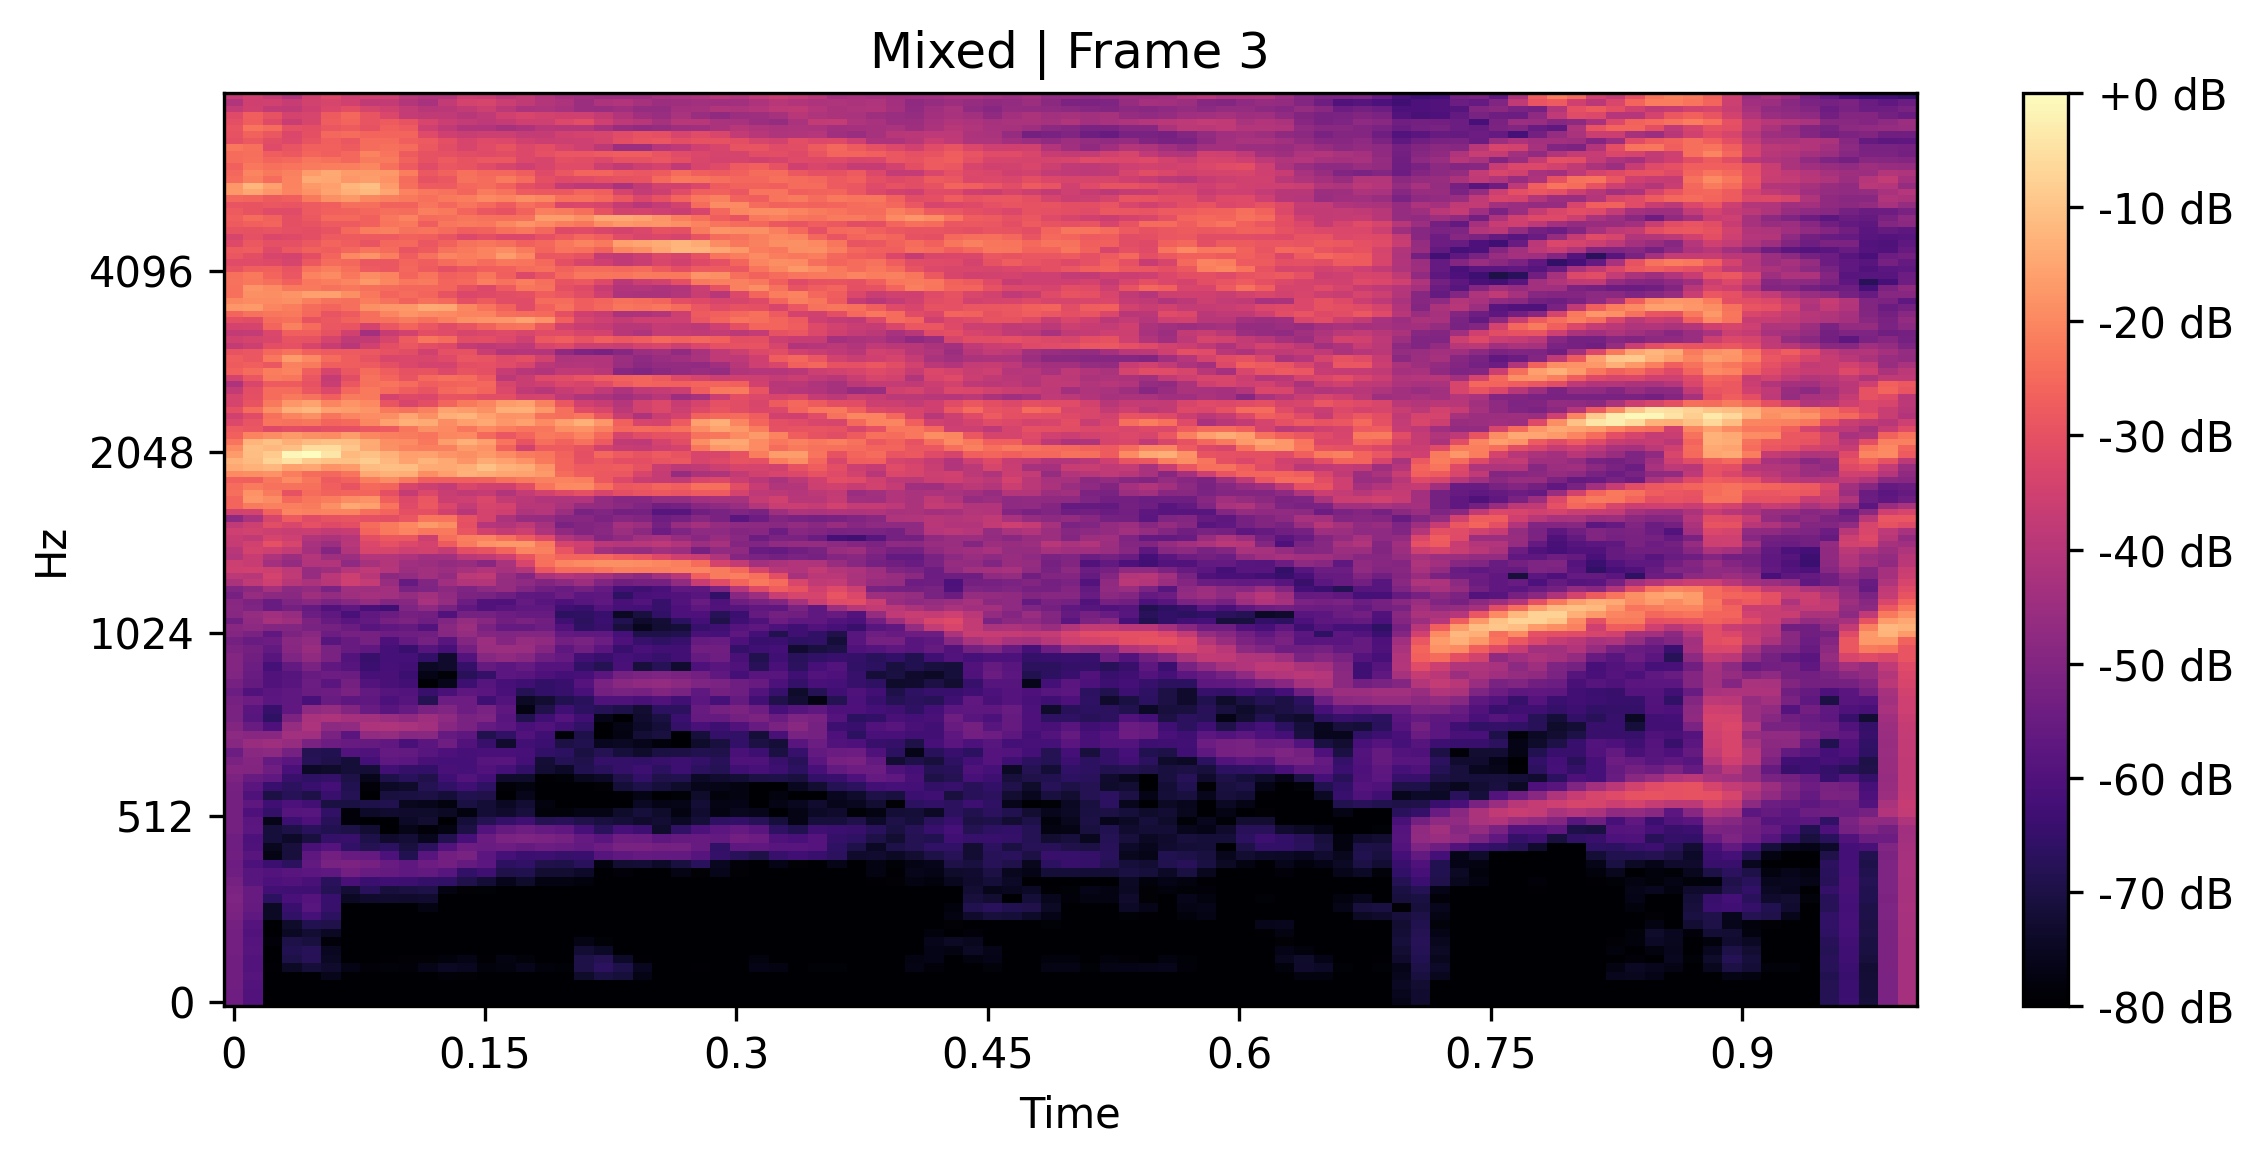 Mixed | Frame 3
Hz
4096
2048
1024
512
0
0 0.15 0.3 0.45 0.6 0.75 0.9
Time
+0 dB
-10 dB
-20 dB
-30 dB
-40 dB
-50 dB
-60 dB
-70 dB
-80 dB